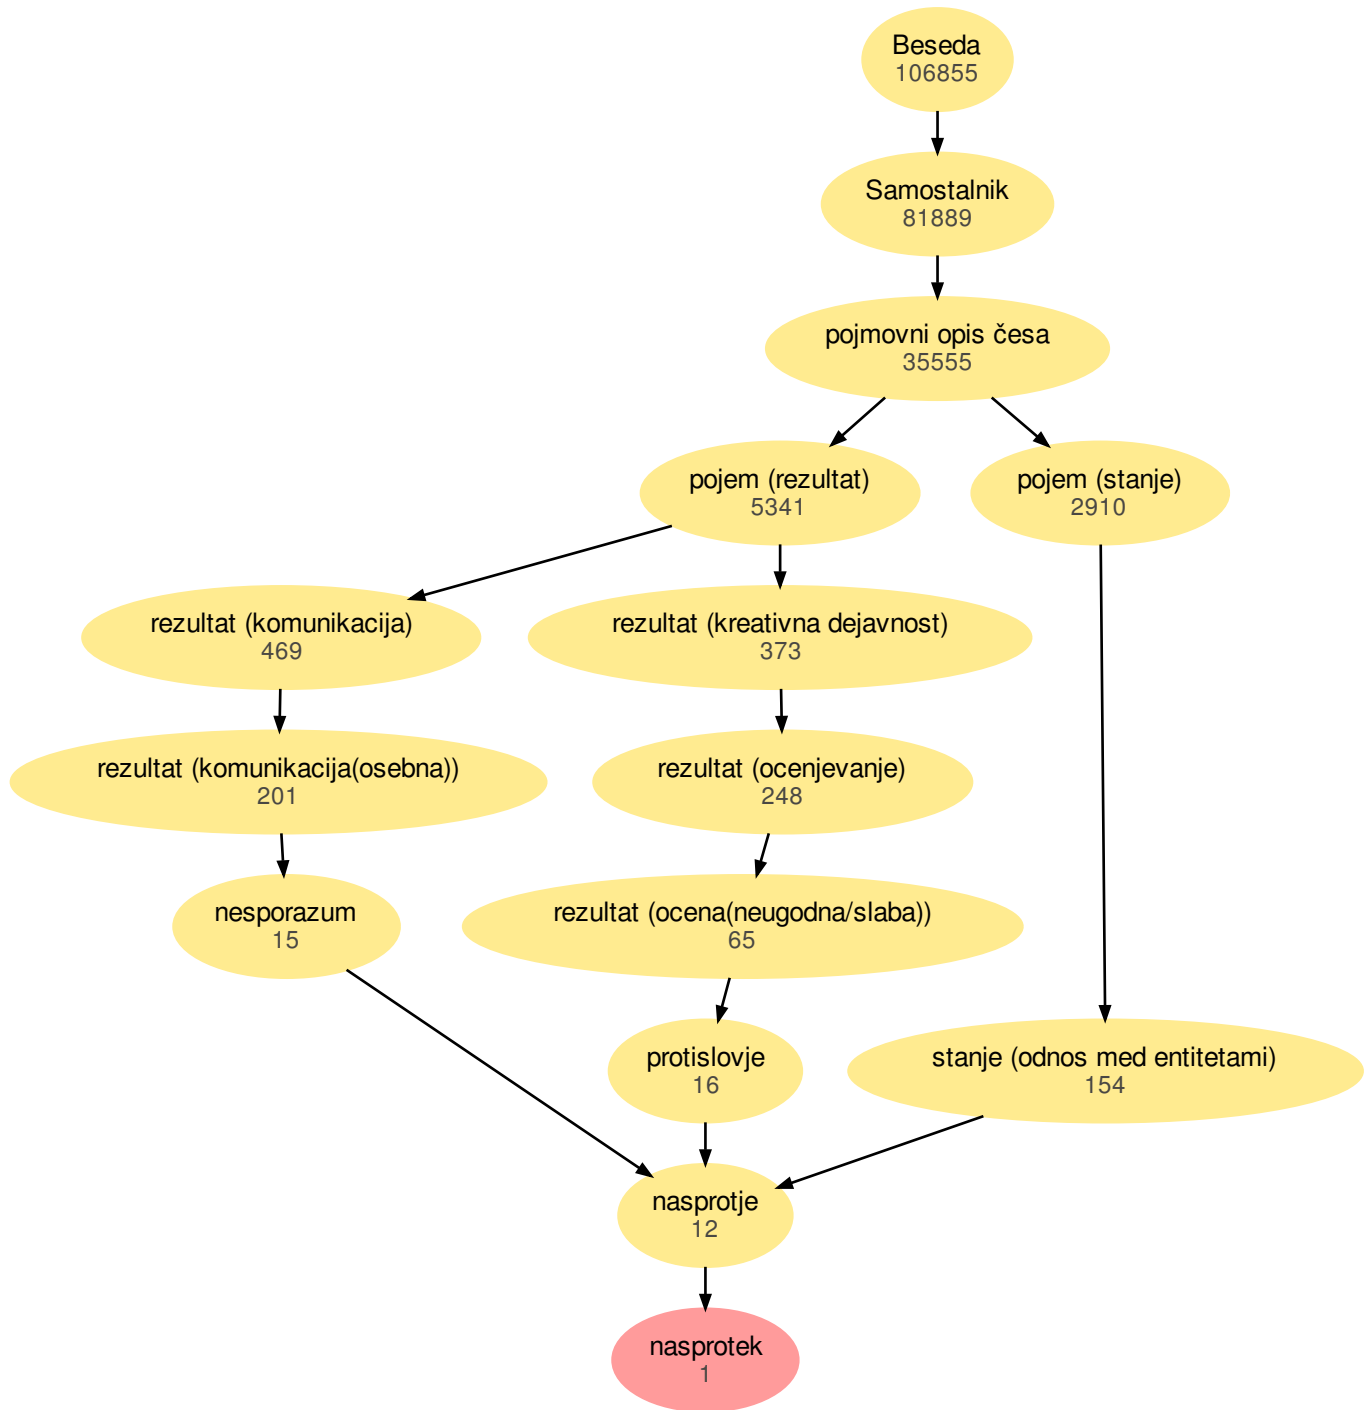 Beseda
106855
Samostalnik
81889
pojmovni opis česa
35555
pojem (rezultat)
5341
pojem (stanje)
2910
rezultat (komunikacija)
469
rezultat (kreativna dejavnost)
373
rezultat (komunikacija(osebna))
201
rezultat (ocenjevanje)
248
nesporazum
15
rezultat (ocena(neugodna/slaba))
65
protislovje
16
stanje (odnos med entitetami)
154
nasprotje
12
nasprotek
1